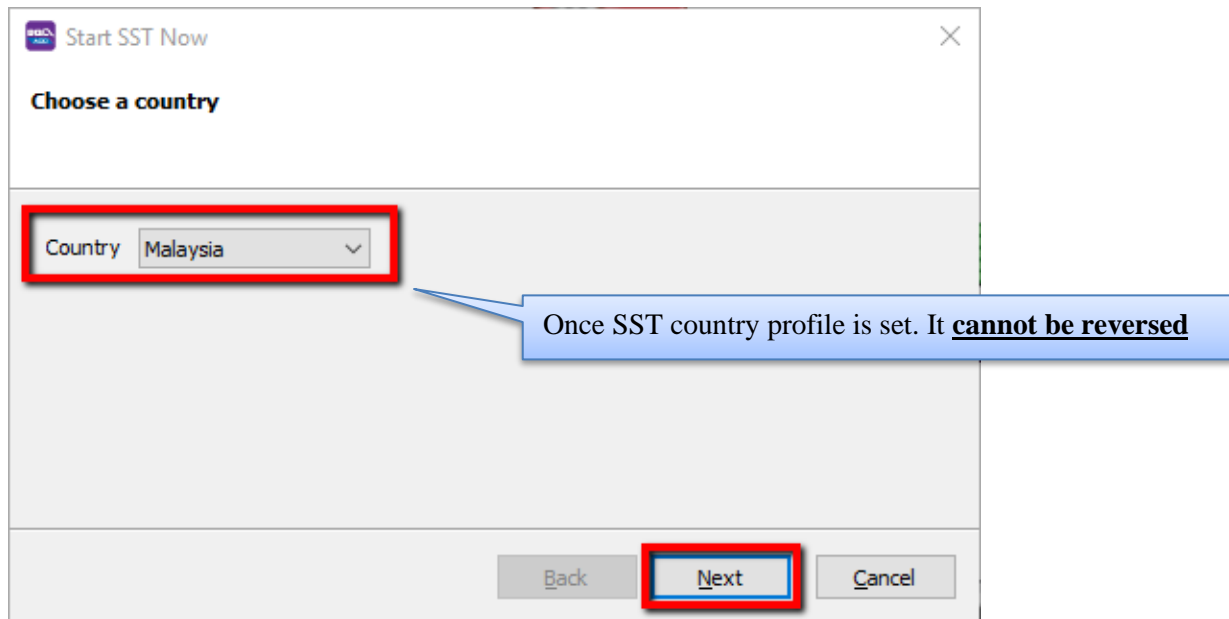 Start SST Now
Choose a country
Country Malaysia
Once SST country profile is set. It cannot be reversed
Back Next Cancel